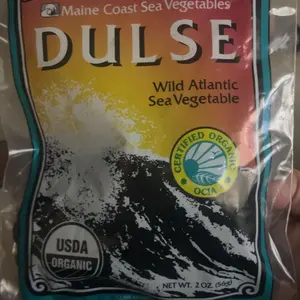 Maine Coast Sea Vegetables
DULSE
Wild Atlantic
Sea Vegetable
CERTIFIED ORGANIC
OCIA
USDA
ORGANIC
NET WT. 2 OZ. (56g)